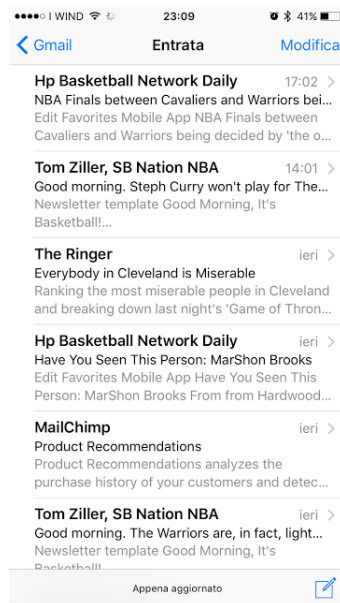 I WIND 23:09 41%
Gmail Entrata Modifica
Hp Basketball Network Daily 17:02
NBA Finals between Cavaliers and Warriors bei...
Edit Favorites Mobile App NBA Finals between
Cavaliers and Warriors being decided by 'the o...
Tom Ziller, SB Nation NBA 14:01
Good morning. Steph Curry won't play for The...
Newsletter template Good Morning, It's
Basketball!...
The Ringer ieri
Everybody in Cleveland is Miserable
Ranking the most miserable people in Cleveland
and breaking down last night's 'Game of Thron...
Hp Basketball Network Daily ieri
Have You Seen This Person: MarShon Brooks
Edit Favorites Mobile App Have You Seen This
Person: MarShon Brooks From from Hardwood...
MailChimp ieri
Product Recommendations
Product Recommendations analyzes the
purchase history of your customers and detec...
Tom Ziller, SB Nation NBA ieri
Good morning. The Warriors are, in fact, light...
Newsletter template Good Morning, It's
Basketball!
Appena aggiornato